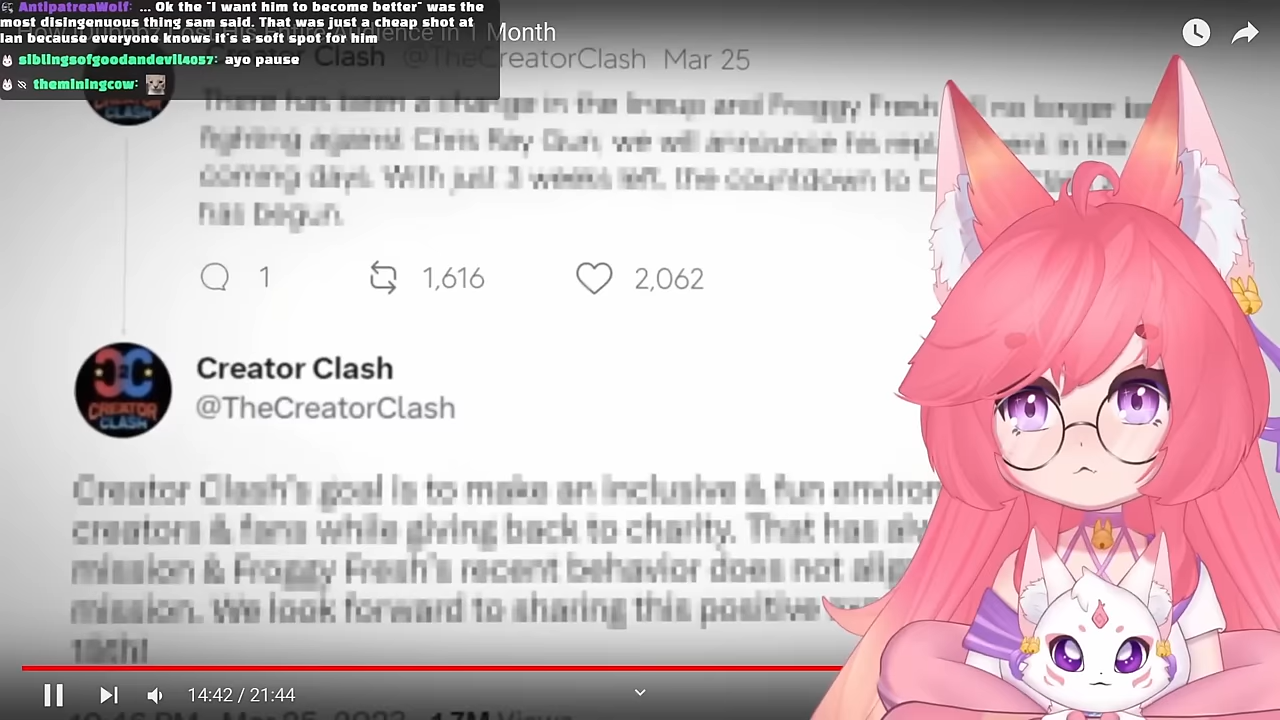 AntipatreaWolf: ... Ok the "I want him to become better" was the
most disingenuous thing sam said. That was just a cheap shot at
Ian because everyone knows it's a soft spot for him
siblingsofgoodandevil4057: ayo pause
theminingcow:
Audience In 1 Month
Creator Clash @TheCreatorClash Mar 25
There has been a change in the lineup and Froggy Fresh will no longer be
fighting against Chris Ray Gun, we will announce his replacement in the
coming days. With just 3 weeks left, the countdown to
has begun.
1 1,616 2,062
Creator Clash
@TheCreatorClash
CREATOR
CLASH
Creator Clash's goal is to make an inclusive & fun
creators & fans while giving back to charity. That has
mission & Froggy Fresh's recent behavior does not
mission. We look forward to sharing this positive
14:42 / 21:44